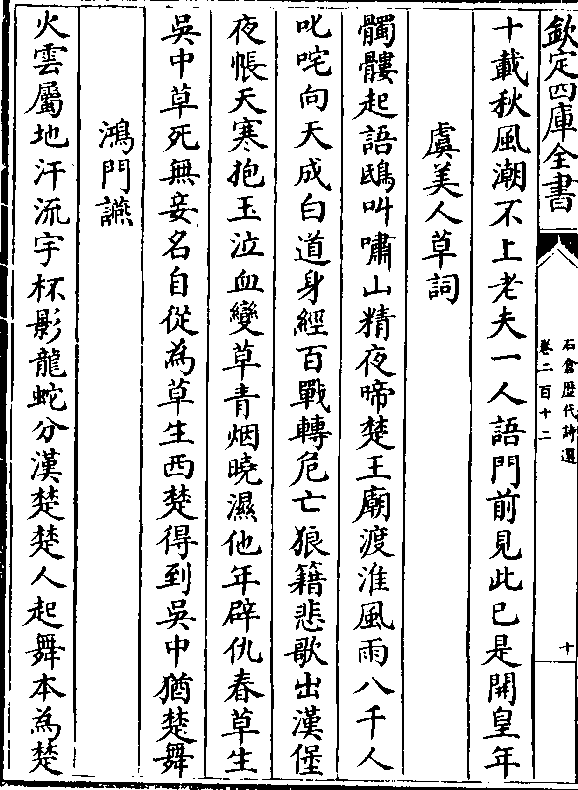 欽定四庫全書
石倉歷代詩選
卷二百十二
十
十載秋風潮不上老夫一人語門前見此已是開皇年
虞美人草詞
髑髏起語鴟叫嘯山精夜啼楚王廟渡淮風雨八千人
叱咤向天成白道身經百戰轉危亡狼籍悲歌出漢堡
夜帳天寒抱玉泣血變草青烟曉濕他年辟仇春草生
吳中草死無妾名自從為草生西楚得到吳中猶楚舞
鴻門讌
火雲屬地汗流宇杯影龍蛇分漢楚楚人起舞本為楚